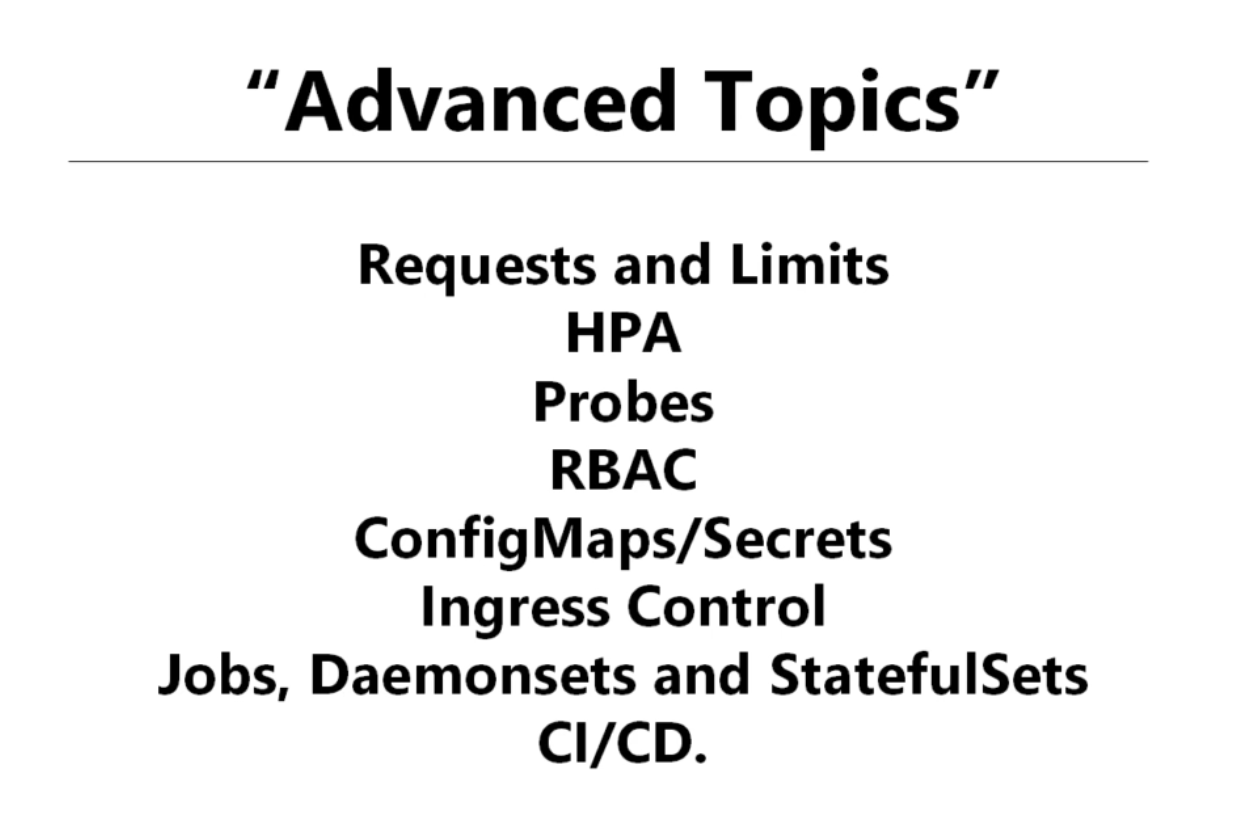 “Advanced Topics”
Requests and Limits
HPA
Probes
RBAC
ConfigMaps/Secrets
Ingress Control
Jobs, Daemonsets and StatefulSets
CI/CD.